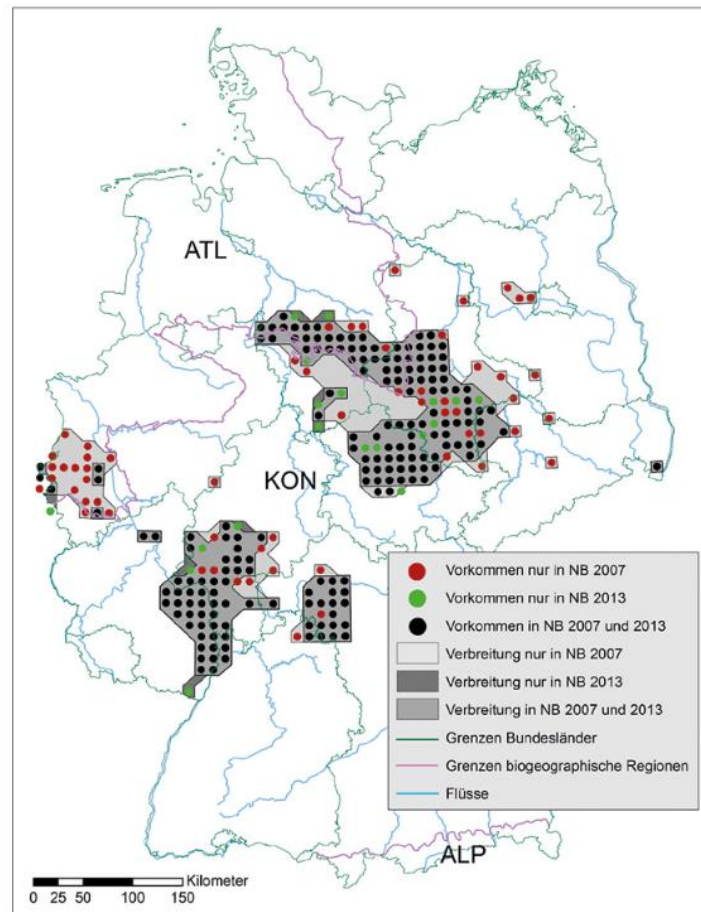 ATL
KON
Vorkommen nur in NB 2007
Vorkommen nur in NB 2013
Vorkommen in NB 2007 und 2013
Verbreitung nur in NB 2007
Verbreitung nur in NB 2013
Verbreitung in NB 2007 und 2013
Grenzen Bundesländer
Grenzen biogeographische Regionen
Flüsse
ALP
Kilometer
0 25 50 100 150